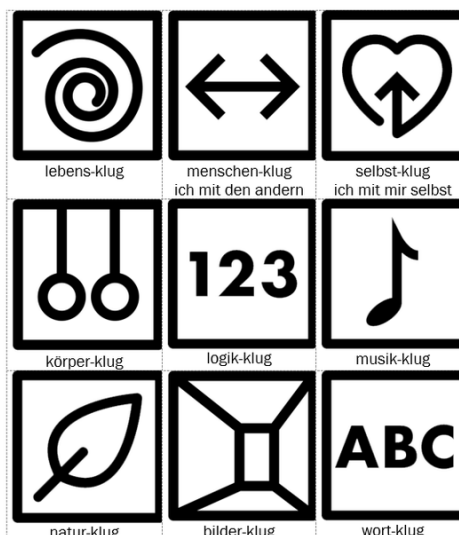 lebens-klug
menschen-klug
ich mit den andern
selbst-klug
ich mit mir selbst
123
körper-klug
logik-klug
musik-klug
ABC
natur-klug
bilder-klug
wort-klug